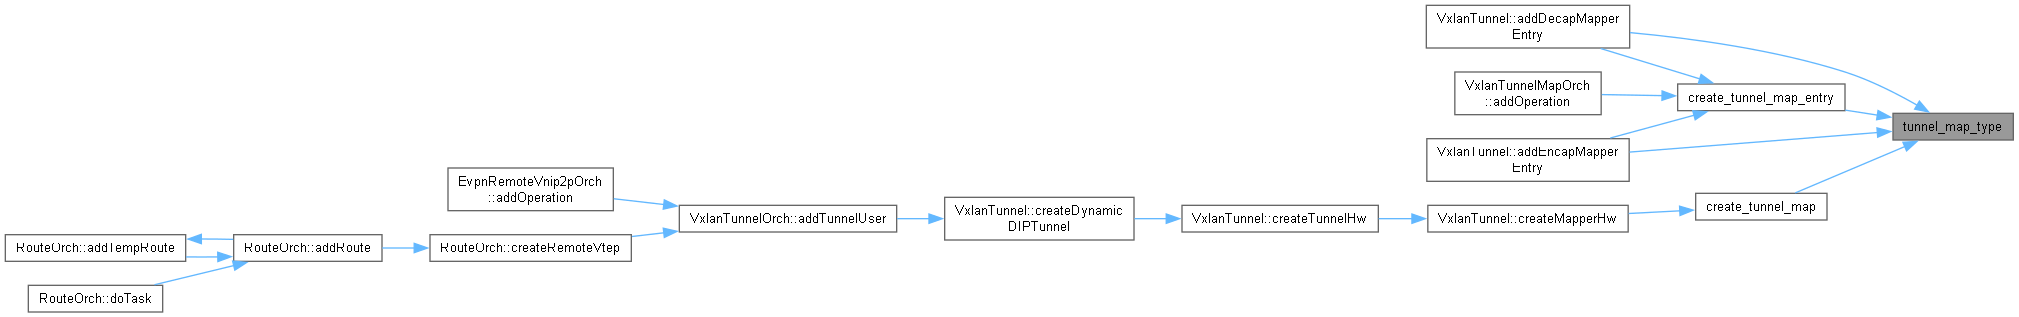 VxlanTunnel::addDecapMapper
Entry
VxlanTunnelMapOrch
::addOperation
create_tunnel_map_entry
tunnel_map_type
VxlanTunnel::addEncapMapper
Entry
EvpnRemoteVnip2pOrch
::addOperation
create_tunnel_map
VxlanTunnelOrch::addTunnelUser
VxlanTunnel::createDynamic
DIPTunnel
VxlanTunnel::createTunnelHw
VxlanTunnel::createMapperHw
RouteOrch::addTempRoute
RouteOrch::addRoute
RouteOrch::createRemoteVtep
RouteOrch::doTask